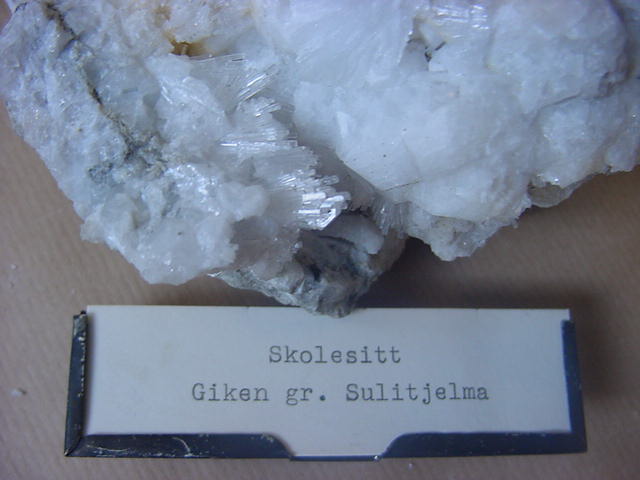 Skolesitt
Giken gr. Sulitjelma